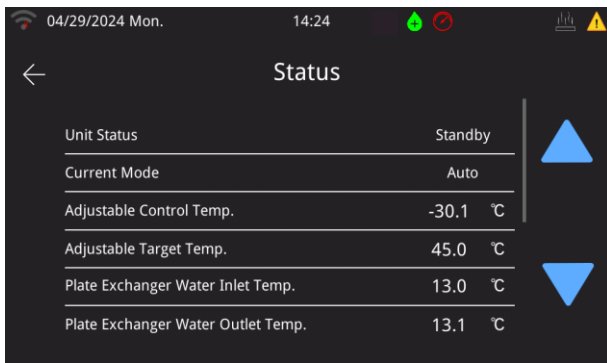 04/29/2024 Mon. 14:24
Status
Unit Status Standby
Current Mode Auto
Adjustable Control Temp. -30.1 ℃
Adjustable Target Temp. 45.0 ℃
Plate Exchanger Water Inlet Temp. 13.0 ℃
Plate Exchanger Water Outlet Temp. 13.1 ℃